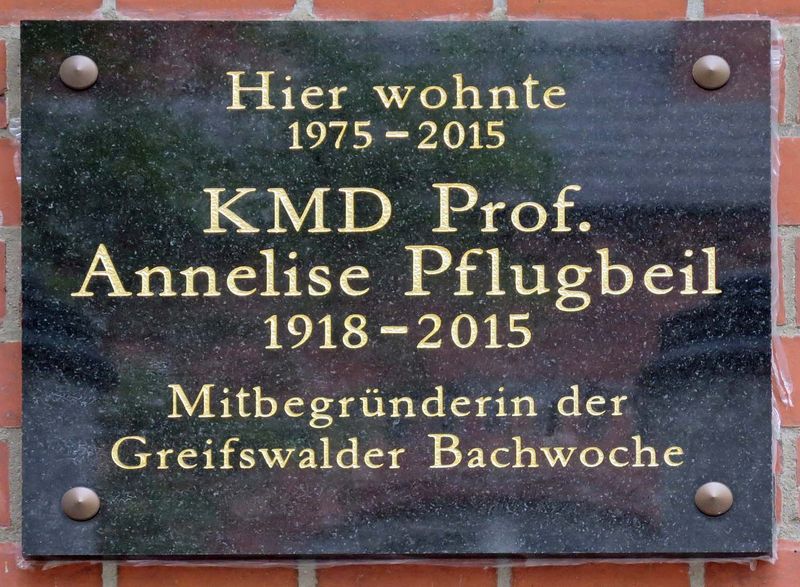 Hier wohnte
1975 – 2015
KMD Prof.
Annelise Pflugbeil
1918 – 2015
Mitbegründerin der
Greifswalder Bachwoche